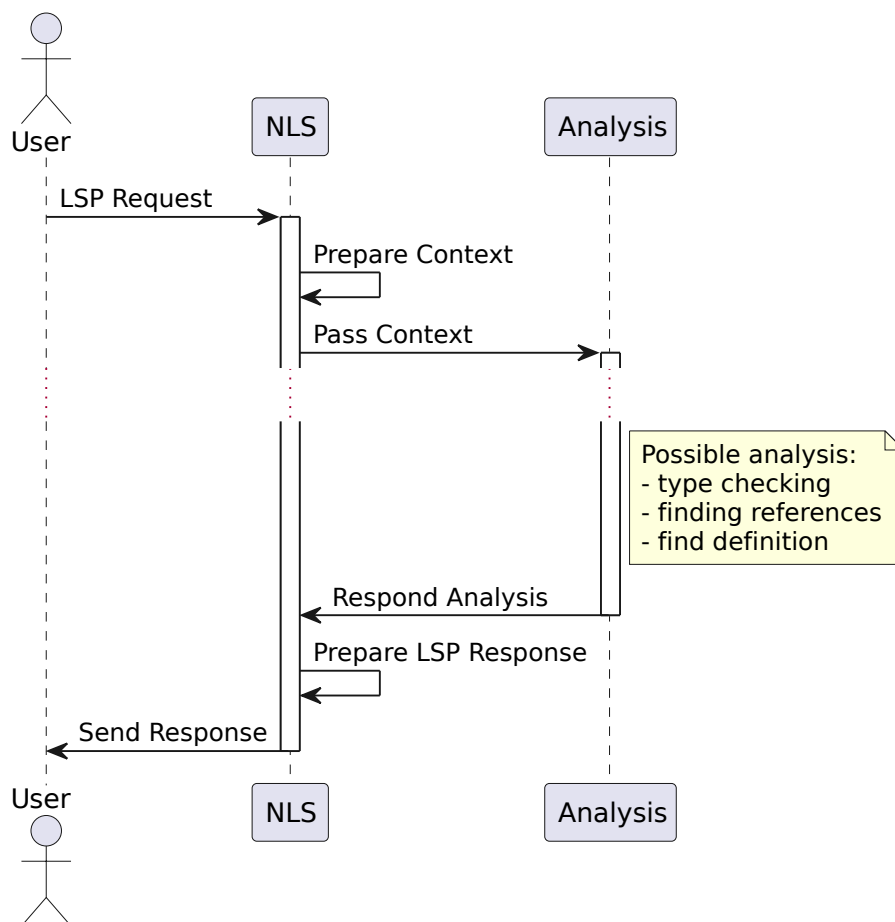 User
NLS
Analysis
LSP Request
Prepare Context
Pass Context
Possible analysis:
- type checking
- finding references
- find definition
Respond Analysis
Prepare LSP Response
Send Response
User
NLS
Analysis